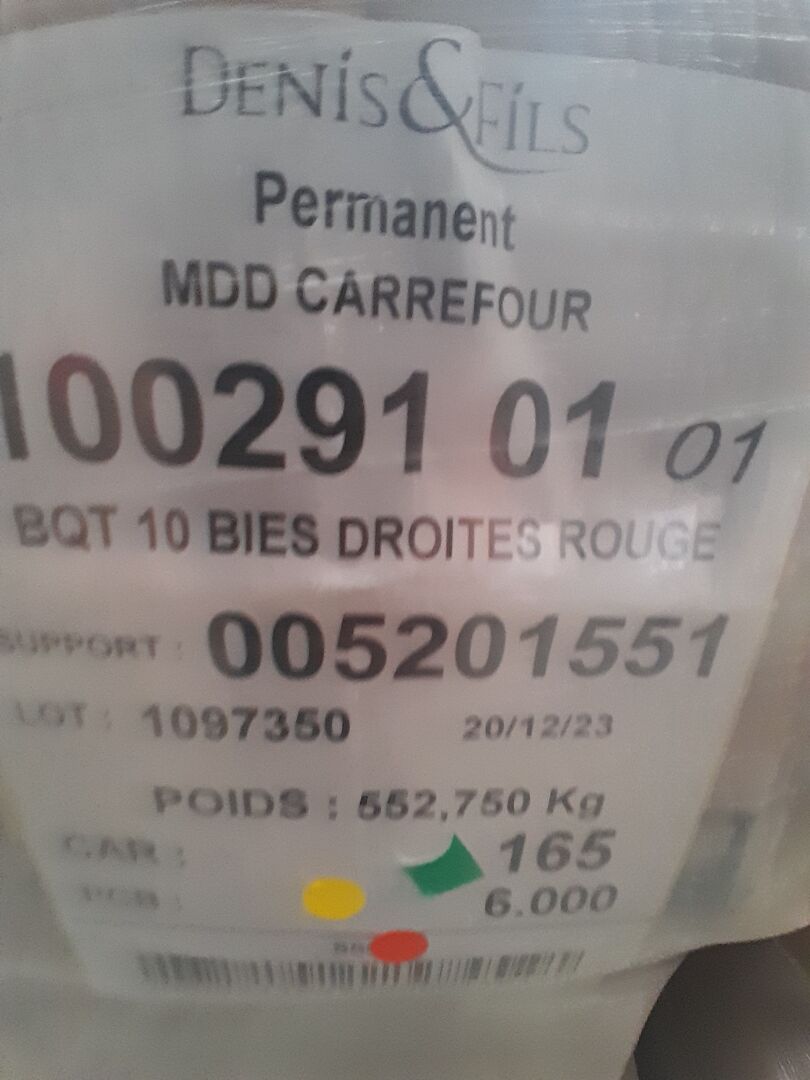 DENIS & FILS
Permanent
MDD CARREFOUR
100291 01 01
BQT 10 BIES DROITES ROUGE
SUPPORT : 005201551
LOT : 1097350 20/12/23
POIDS : 552,750 Kg
CAR : 165
PCB : 6.000